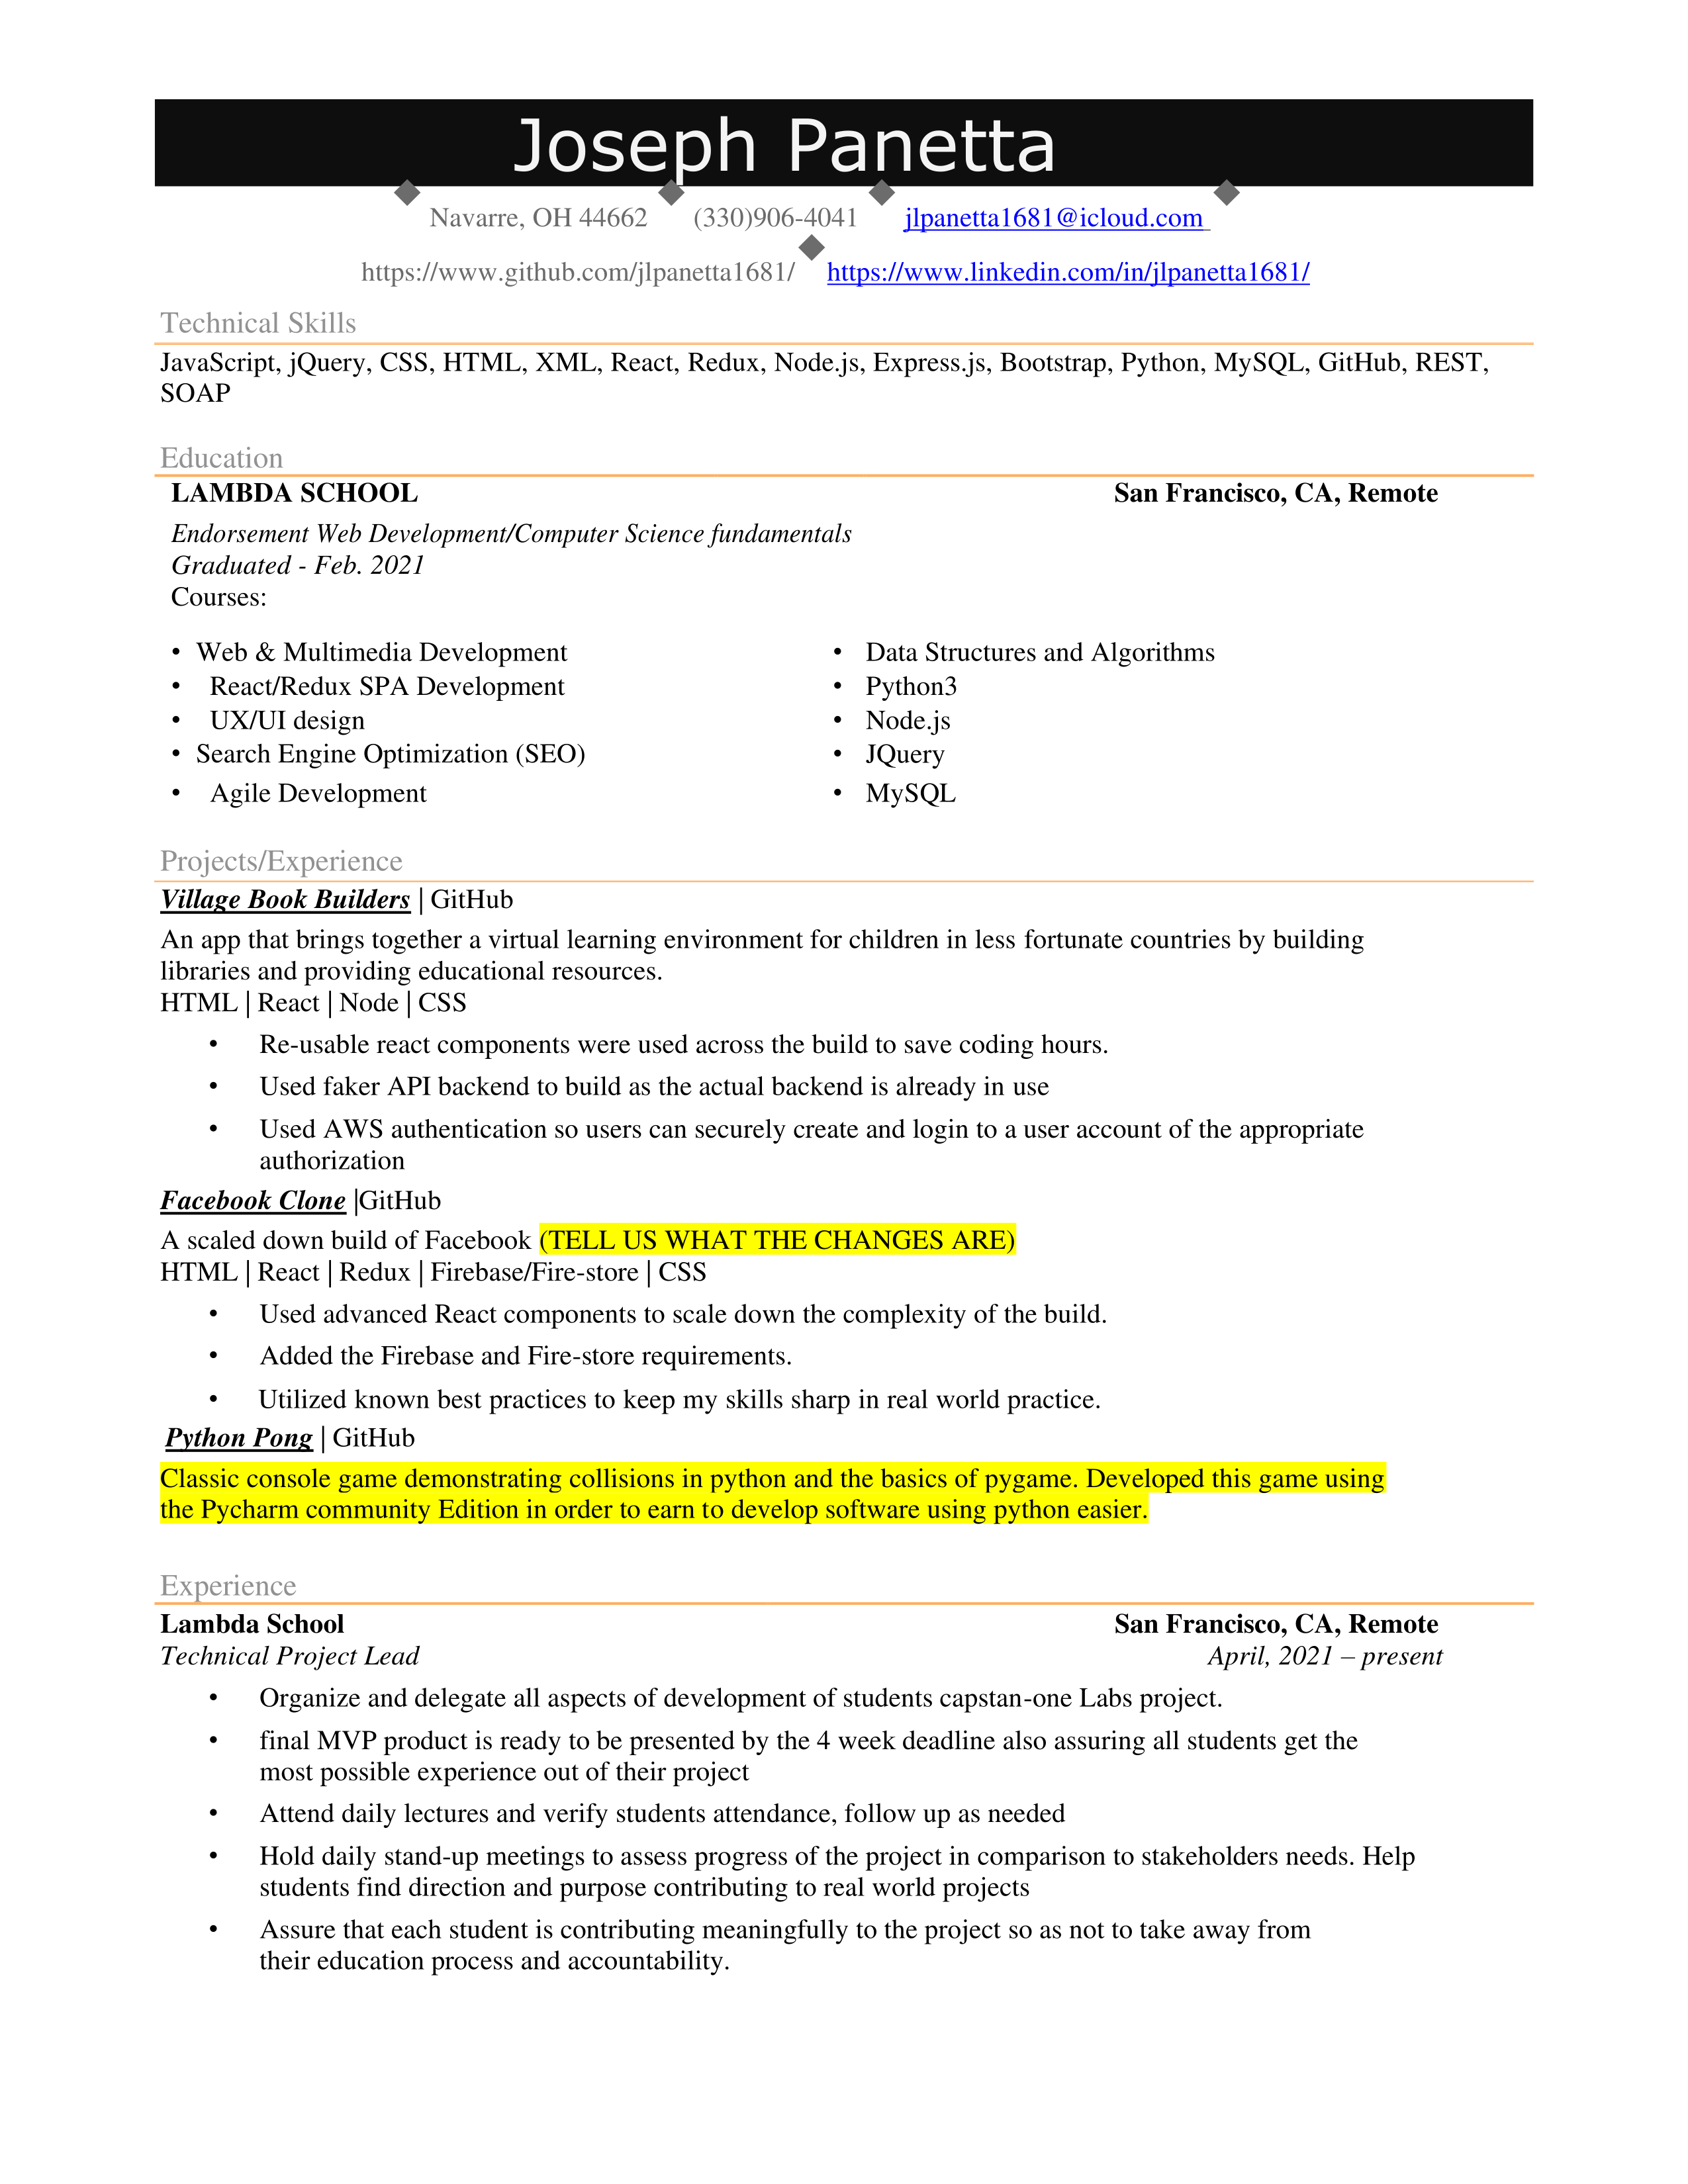 Joseph Panetta
Navarre, OH 44662 (330)906-4041 jlpanetta1681@icloud.com
https://www.github.com/jlpanetta1681/ https://www.linkedin.com/in/jlpanetta1681/
Technical Skills
JavaScript, jQuery, CSS, HTML, XML, React, Redux, Node.js, Express.js, Bootstrap, Python, MySQL, GitHub, REST,
SOAP
Education
LAMBDA SCHOOL San Francisco, CA, Remote
Endorsement Web Development/Computer Science fundamentals
Graduated - Feb. 2021
Courses:
• Web & Multimedia Development
• React/Redux SPA Development
• UX/UI design
• Search Engine Optimization (SEO)
• Agile Development
• Data Structures and Algorithms
• Python3
• Node.js
• JQuery
• MySQL
Projects/Experience
Village Book Builders | GitHub
An app that brings together a virtual learning environment for children in less fortunate countries by building
libraries and providing educational resources.
HTML | React | Node | CSS
• Re-usable react components were used across the build to save coding hours.
• Used faker API backend to build as the actual backend is already in use
• Used AWS authentication so users can securely create and login to a user account of the appropriate
authorization
Facebook Clone |GitHub
A scaled down build of Facebook (TELL US WHAT THE CHANGES ARE)
HTML | React | Redux | Firebase/Fire-store | CSS
• Used advanced React components to scale down the complexity of the build.
• Added the Firebase and Fire-store requirements.
• Utilized known best practices to keep my skills sharp in real world practice.
Python Pong | GitHub
Classic console game demonstrating collisions in python and the basics of pygame. Developed this game using
the Pycharm community Edition in order to earn to develop software using python easier.
Experience
Lambda School San Francisco, CA, Remote
Technical Project Lead April, 2021 – present
• Organize and delegate all aspects of development of students capstan-one Labs project.
• final MVP product is ready to be presented by the 4 week deadline also assuring all students get the
most possible experience out of their project
• Attend daily lectures and verify students attendance, follow up as needed
• Hold daily stand-up meetings to assess progress of the project in comparison to stakeholders needs. Help
students find direction and purpose contributing to real world projects
• Assure that each student is contributing meaningfully to the project so as not to take away from
their education process and accountability.